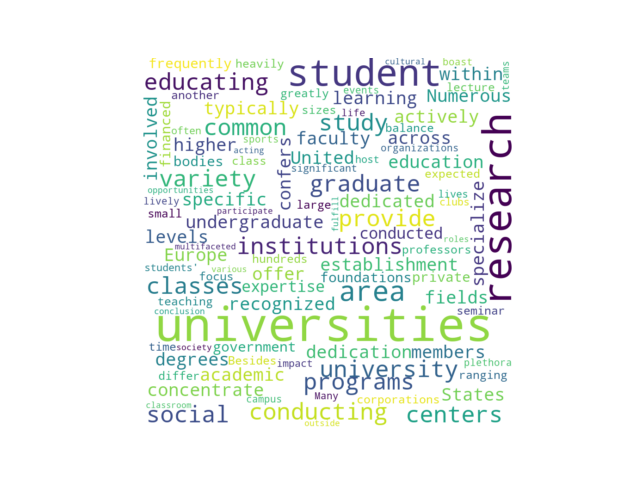 frequently heavily cultural boast
educating student within teams
another greatly events lecture
involved financed typically sizes life learning Numerous
often common study actively research
higher sports faculty balance across
acting organizations
bodies class confers United host education
significant
variety graduate expected
opportunities lively specific lives clubs
large fulfill dedicated specialize
small participate provide
undergraduate
levels multifaceted institutions conducted professors roles
Europe hundreds establishment
students' various focus offer foundations private
classes expertise area fields
teaching recognized
conclusion seminar
universities
time society government dedication members
degrees Besides impact university plethora
differ academic programs ranging
concentrate campus Many corporations States
classroom social conducting centers
outside